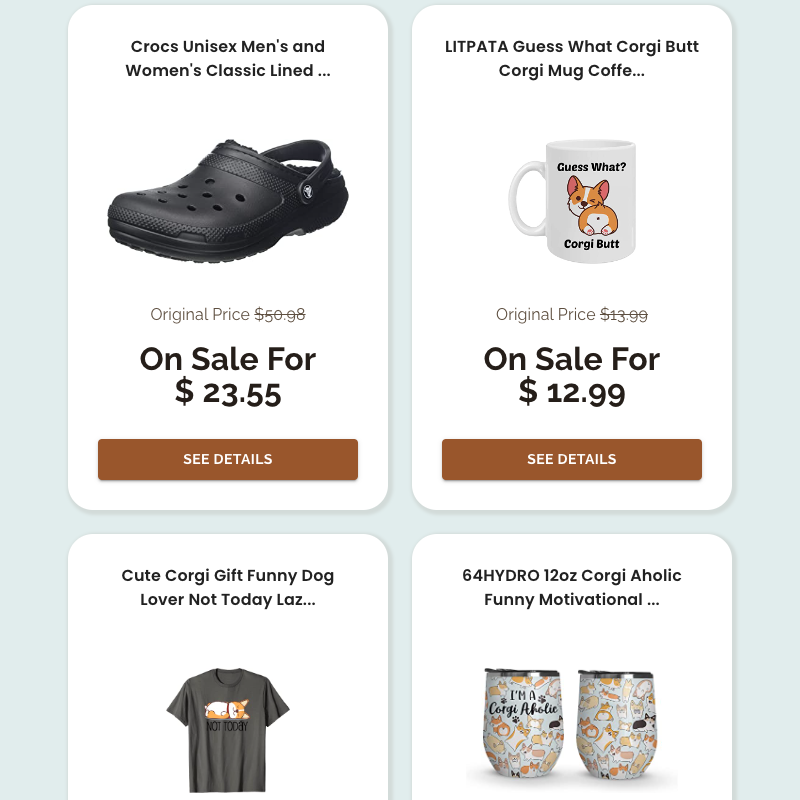 Crocs Unisex Men's and
Women's Classic Lined ...
Original Price $50.98
On Sale For
$ 23.55
SEE DETAILS
LITPATA Guess What Corgi Butt
Corgi Mug Coffe...
Guess What?
Corgi Butt
Original Price $13.99
On Sale For
$ 12.99
SEE DETAILS
Cute Corgi Gift Funny Dog
Lover Not Today Laz...
NOT TODAY
64HYDRO 12oz Corgi Aholic
Funny Motivational ...
I'M A
Corgi Aholic